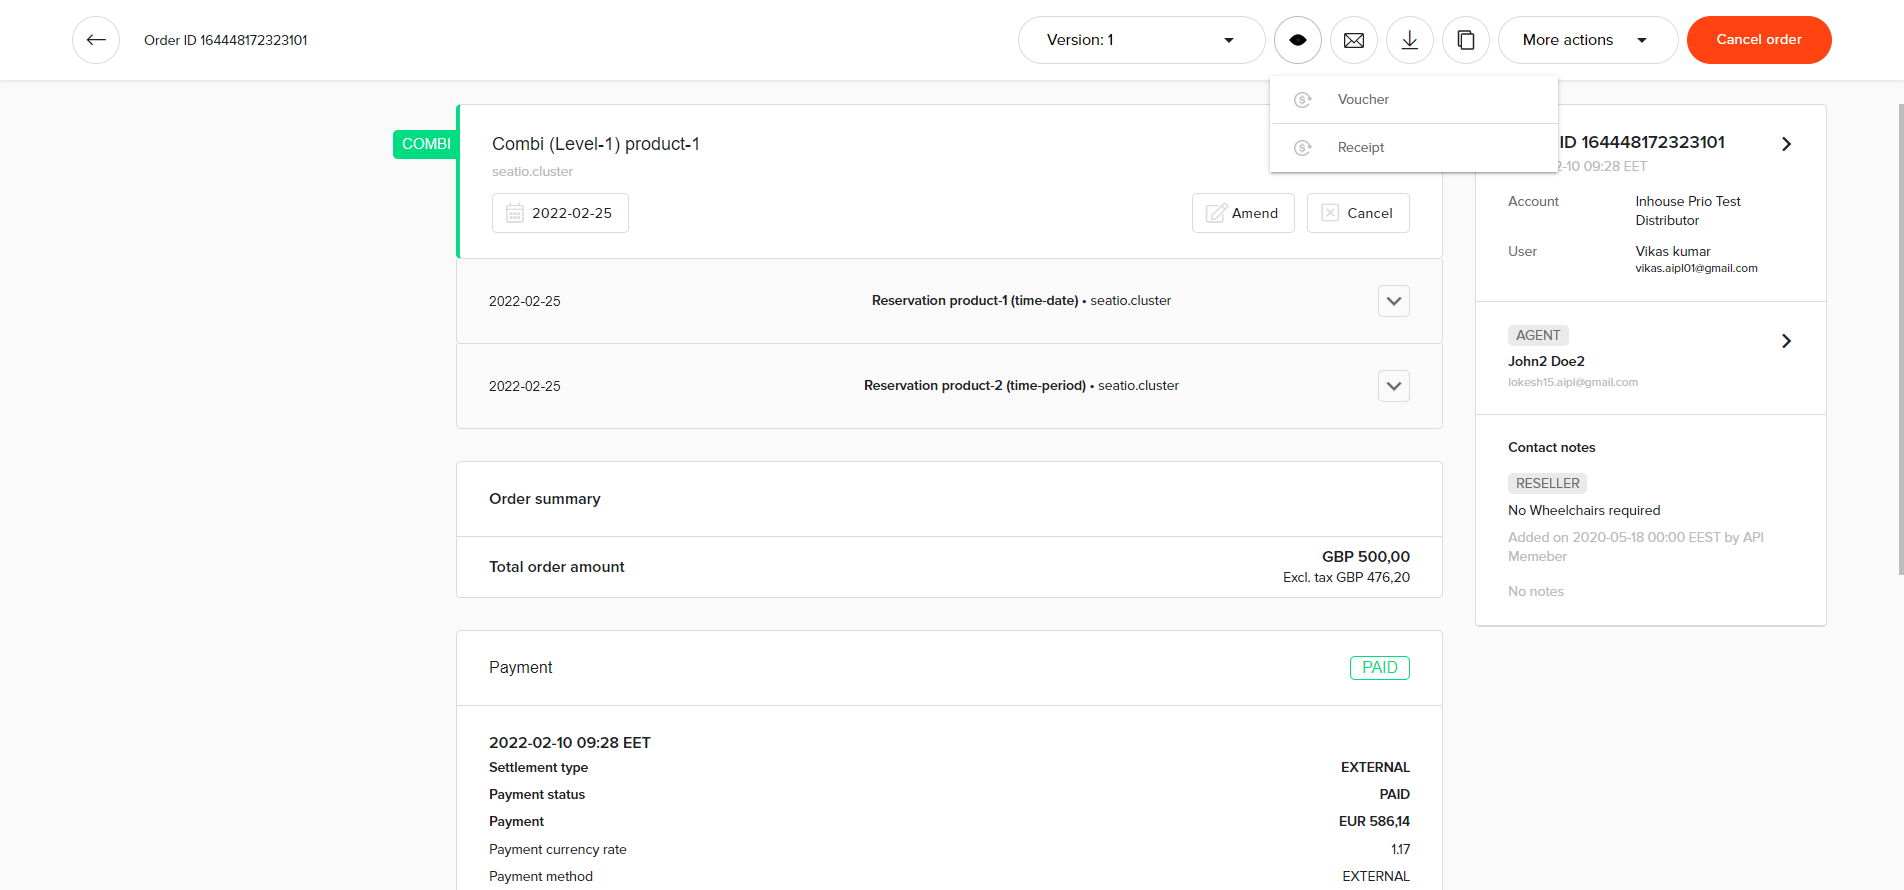 Order ID 164448172323101
Version: 1
More actions
Cancel order
Voucher
Receipt
COMBI
Combi (Level-1) product-1
seatio.cluster
2022-02-25
Amend
Cancel
2022-02-25
Reservation product-1 (time-date) • seatio.cluster
2022-02-25
Reservation product-2 (time-period) • seatio.cluster
Order summary
Total order amount
GBP 500,00
Excl. tax GBP 476,20
Payment
PAID
2022-02-10 09:28 EET
Settlement type
EXTERNAL
Payment status
PAID
Payment
EUR 586,14
Payment currency rate
1.17
Payment method
EXTERNAL
ID 164448172323101
-10 09:28 EET
Account
Inhouse Prio Test
Distributor
User
Vikas kumar
vikas.aipl01@gmail.com
AGENT
John2 Doe2
lokesh15.aipl@gmail.com
Contact notes
RESELLER
No Wheelchairs required
Added on 2020-05-18 00:00 EEST by API
Memeber
No notes